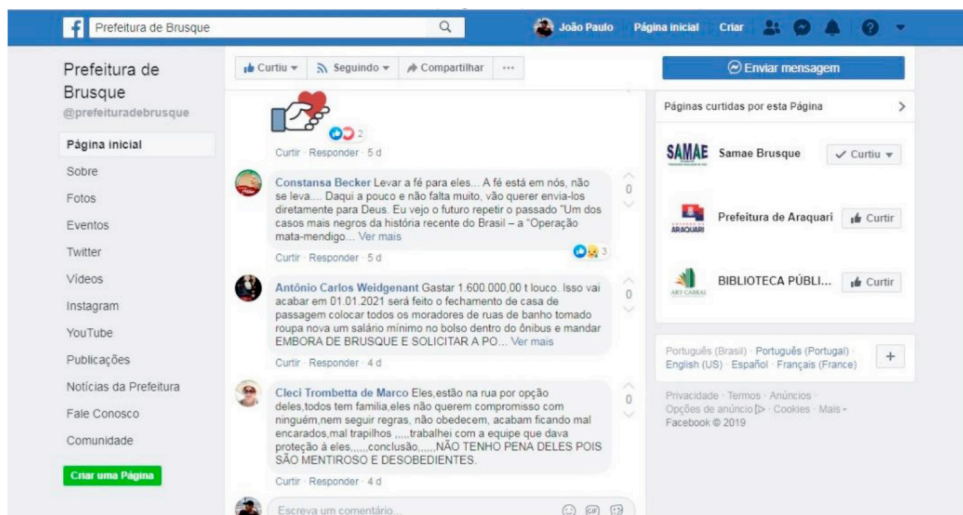 Prefeitura de Brusque
João Paulo
Página inicial
Criar
Prefeitura de
Brusque
@prefeituradebrusque
Página inicial
Sobre
Fotos
Eventos
Twitter
Vídeos
Instagram
YouTube
Publicações
Notícias da Prefeitura
Fale Conosco
Comunidade
Criar uma Página
Curtiu
Seguindo
Compartilhar
2
Curtir · Responder · 5 d
Constansa Becker Levar a fé para eles... A fé está em nós, não
se leva.... Daqui a pouco e não falta muito, vão querer envia-los
diretamente para Deus. Eu vejo o futuro repetir o passado "Um dos
casos mais negros da história recente do Brasil – a "Operação
mata-mendigo... Ver mais
0
3
Curtir · Responder · 5 d
António Carlos Weidgenant Gastar 1.600.000,00 t louco. Isso vai
acabar em 01.01.2021 será feito o fechamento de casa de
passagem colocar todos os moradores de ruas de banho tomado
roupa nova um salário mínimo no bolso dentro do ônibus e mandar
EMBORA DE BRUSQUE E SOLICITAR A PO... Ver mais
0
Curtir · Responder · 4 d
Cleci Trombetta de Marco Eles,estão na rua por opção
deles,todos tem familia,eles não querem compromisso com
ninguém,nem seguir regras, não obedecem, acabam ficando mal
encarados,mal trapilhos ,,,,,trabalhei com a equipe que dava
proteção à eles,,,,,,conclusão,,,,,,NÃO TENHO PENA DELES POIS
SÃO MENTIROSO E DESOBEDIENTES.
0
Curtir · Responder · 4 d
Escreva um comentário...
GIF
Enviar mensagem
Páginas curtidas por esta Página
SAMAE
Samae Brusque
Curtiu
ARAQUARI
Prefeitura de Araquari
Curtir
ARY CABRAL
BIBLIOTECA PÚBLI...
Curtir
Português (Brasil) · Português (Portugal) ·
English (US) · Español · Français (France)
Privacidade · Termos · Anúncios ·
Opções de anúncio · Cookies · Mais
Facebook © 2019